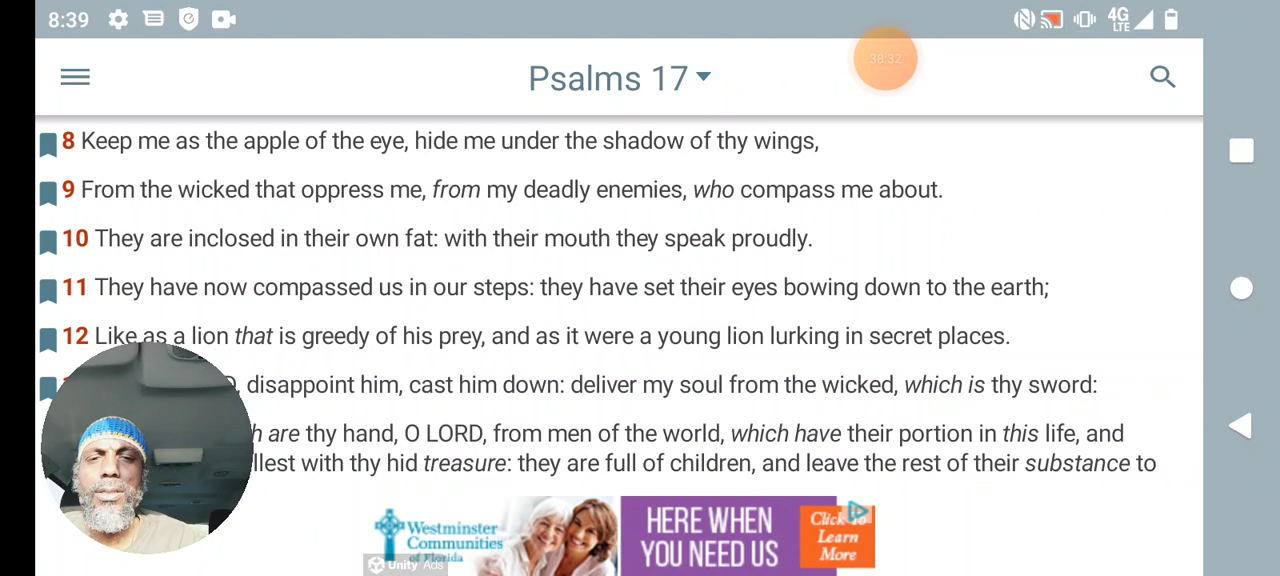 8:39
4G
LTE
Psalms 17
38:32
8 Keep me as the apple of the eye, hide me under the shadow of thy wings,
9 From the wicked that oppress me, from my deadly enemies, who compass me about.
10 They are inclosed in their own fat: with their mouth they speak proudly.
11 They have now compassed us in our steps: they have set their eyes bowing down to the earth;
12 Like as a lion that is greedy of his prey, and as it were a young lion lurking in secret places.
disappoint him, cast him down: deliver my soul from the wicked, which is thy sword:
are thy hand, O LORD, from men of the world, which have their portion in this life, and
llest with thy hid treasure: they are full of children, and leave the rest of their substance to
Westminster
Communities
of Florida
HERE WHEN
YOU NEED US
Click To
Learn
More
Unity Ads